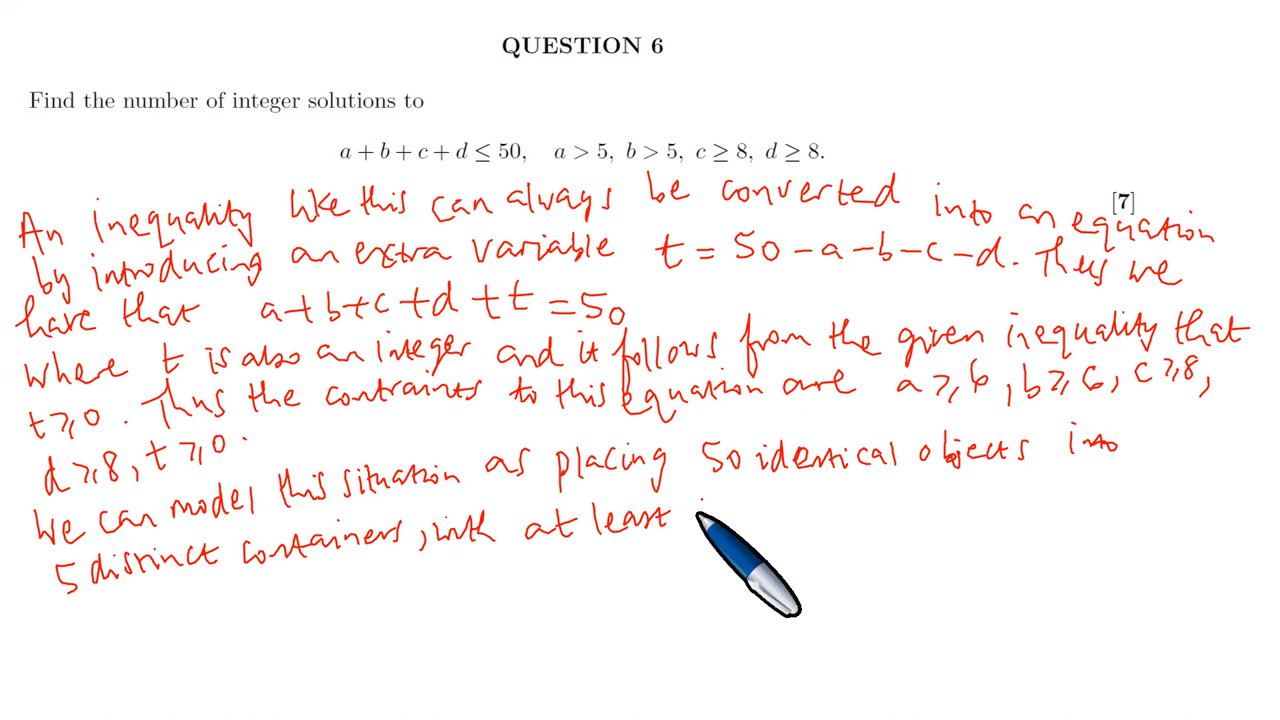 QUESTION 6
Find the number of integer solutions to
a + b + c + d ≤ 50, a > 5, b > 5, c ≥ 8, d ≥ 8.
[7]
An inequality like this can always be converted into an equation
by introducing an extra variable t = 50 - a - b - c - d. Thus we
have that a + b + c + d + t = 50
where t is also an integer and it follows from the given inequality that
t ≥ 0. Thus the contraints to this equation are a ≥ 6, b ≥ 6, c ≥ 8,
d ≥ 8, t ≥ 0.
We can model this situation as placing 50 identical objects into
5 distinct containers, with at least